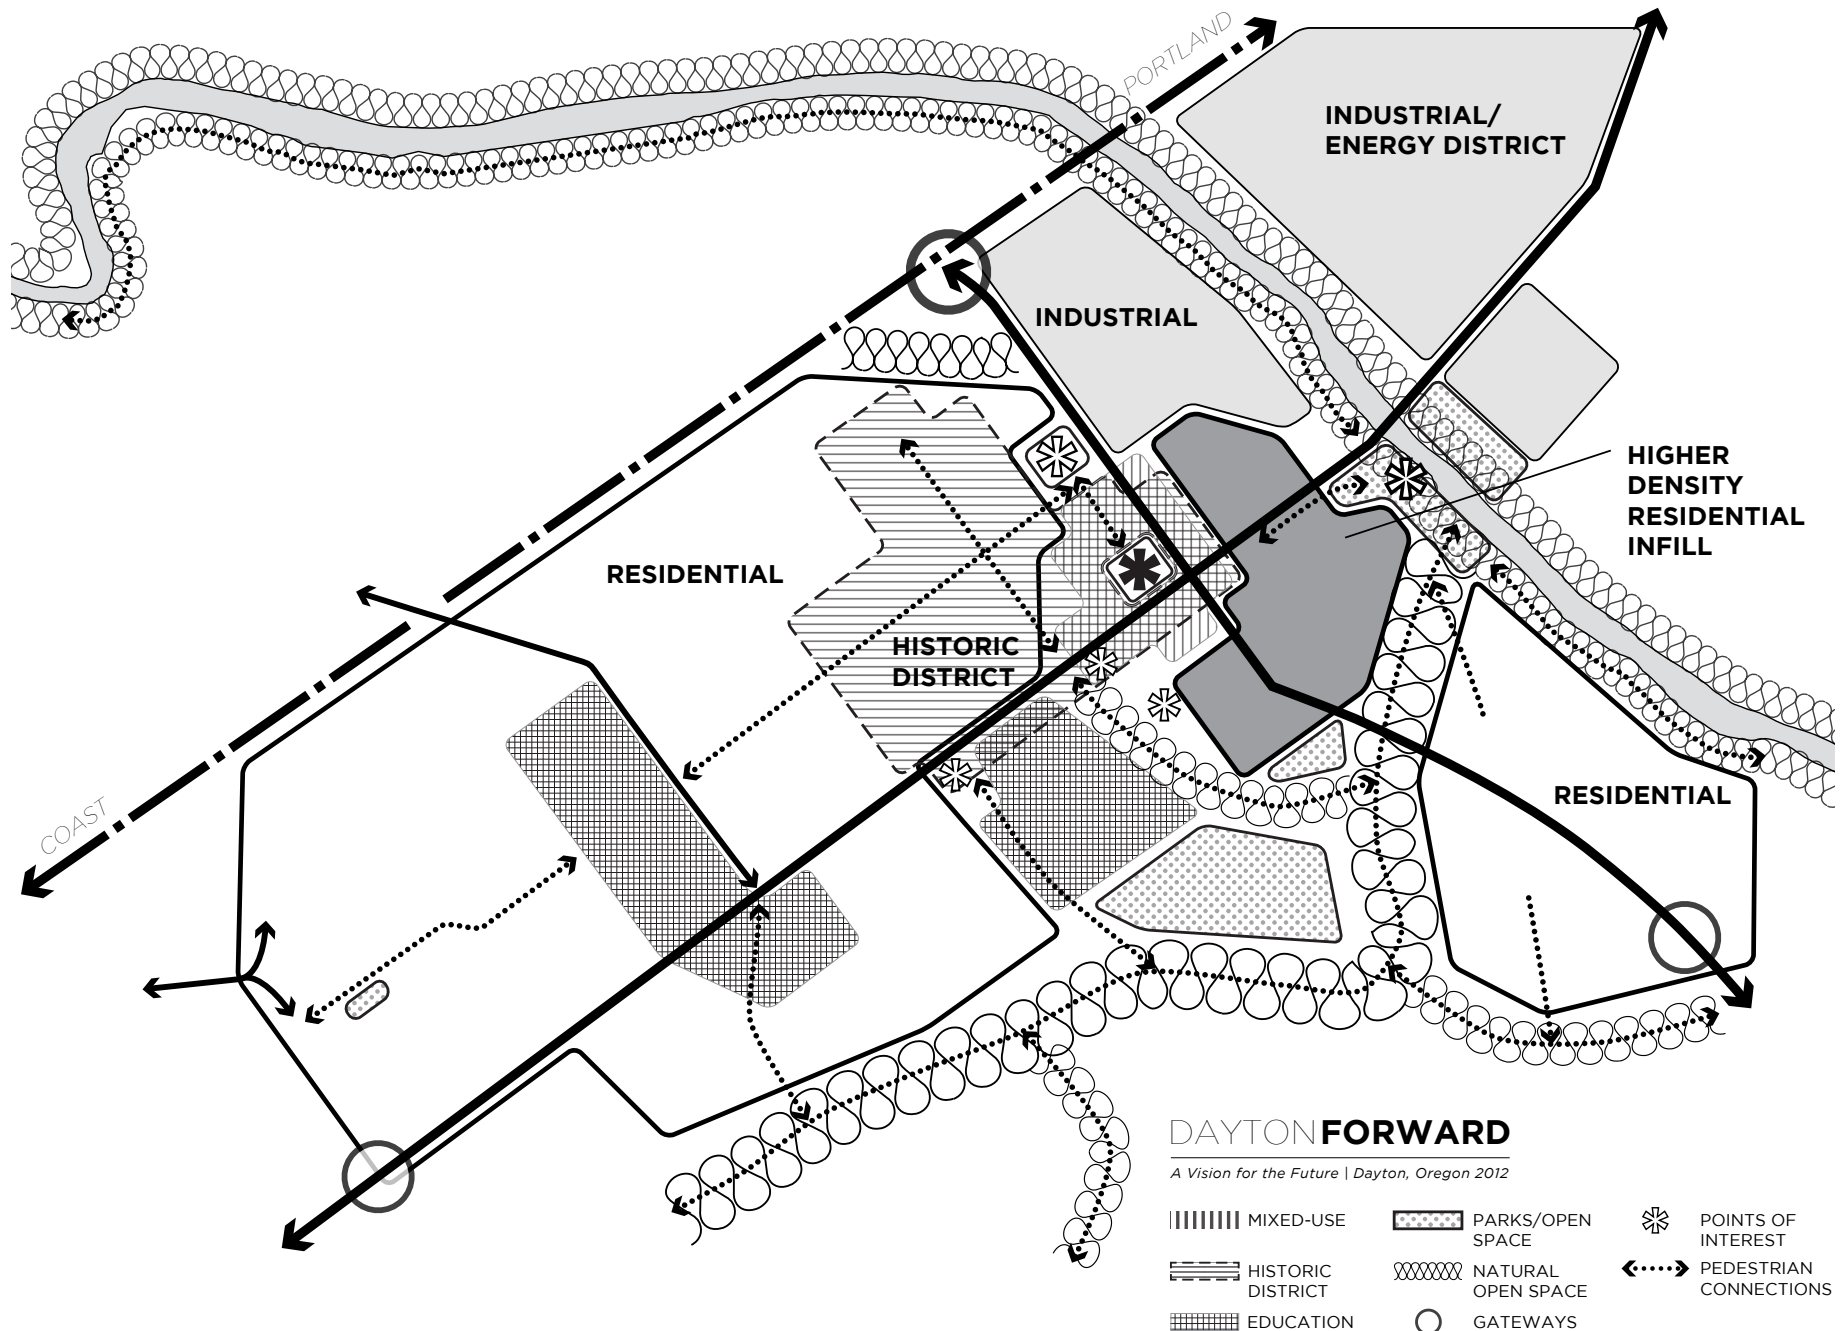 PORTLAND
INDUSTRIAL/
ENERGY DISTRICT
INDUSTRIAL
HIGHER
DENSITY
RESIDENTIAL
INFILL
RESIDENTIAL
HISTORIC
DISTRICT
RESIDENTIAL
COAST
DAYTONFORWARD
A Vision for the Future | Dayton, Oregon 2012
MIXED-USE
HISTORIC
DISTRICT
EDUCATION
PARKS/OPEN
SPACE
NATURAL
OPEN SPACE
GATEWAYS
POINTS OF
INTEREST
PEDESTRIAN
CONNECTIONS